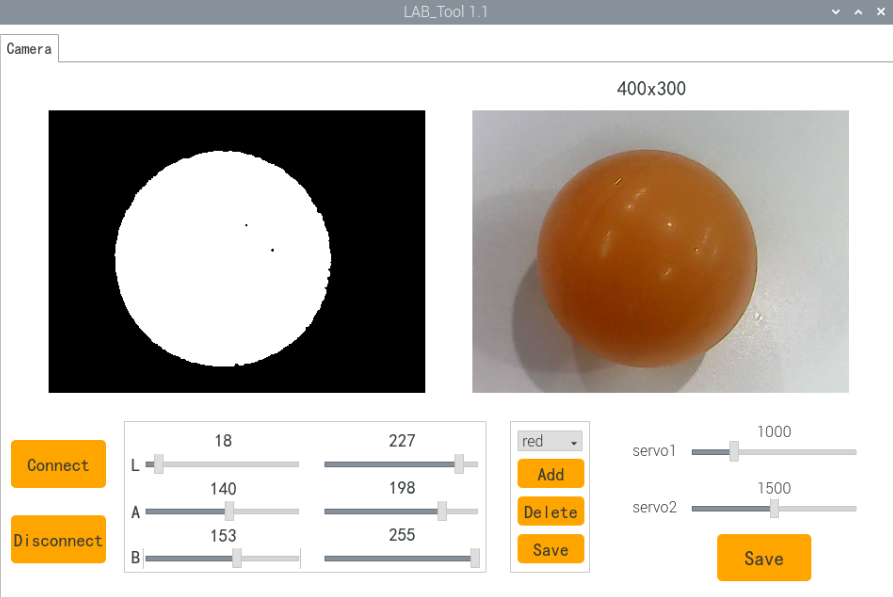 LAB_Tool 1.1
Camera
400x300
Connect
Disconnect
18
227
L
140
198
A
153
255
B
red
Add
Delete
Save
1000
servo1
1500
servo2
Save